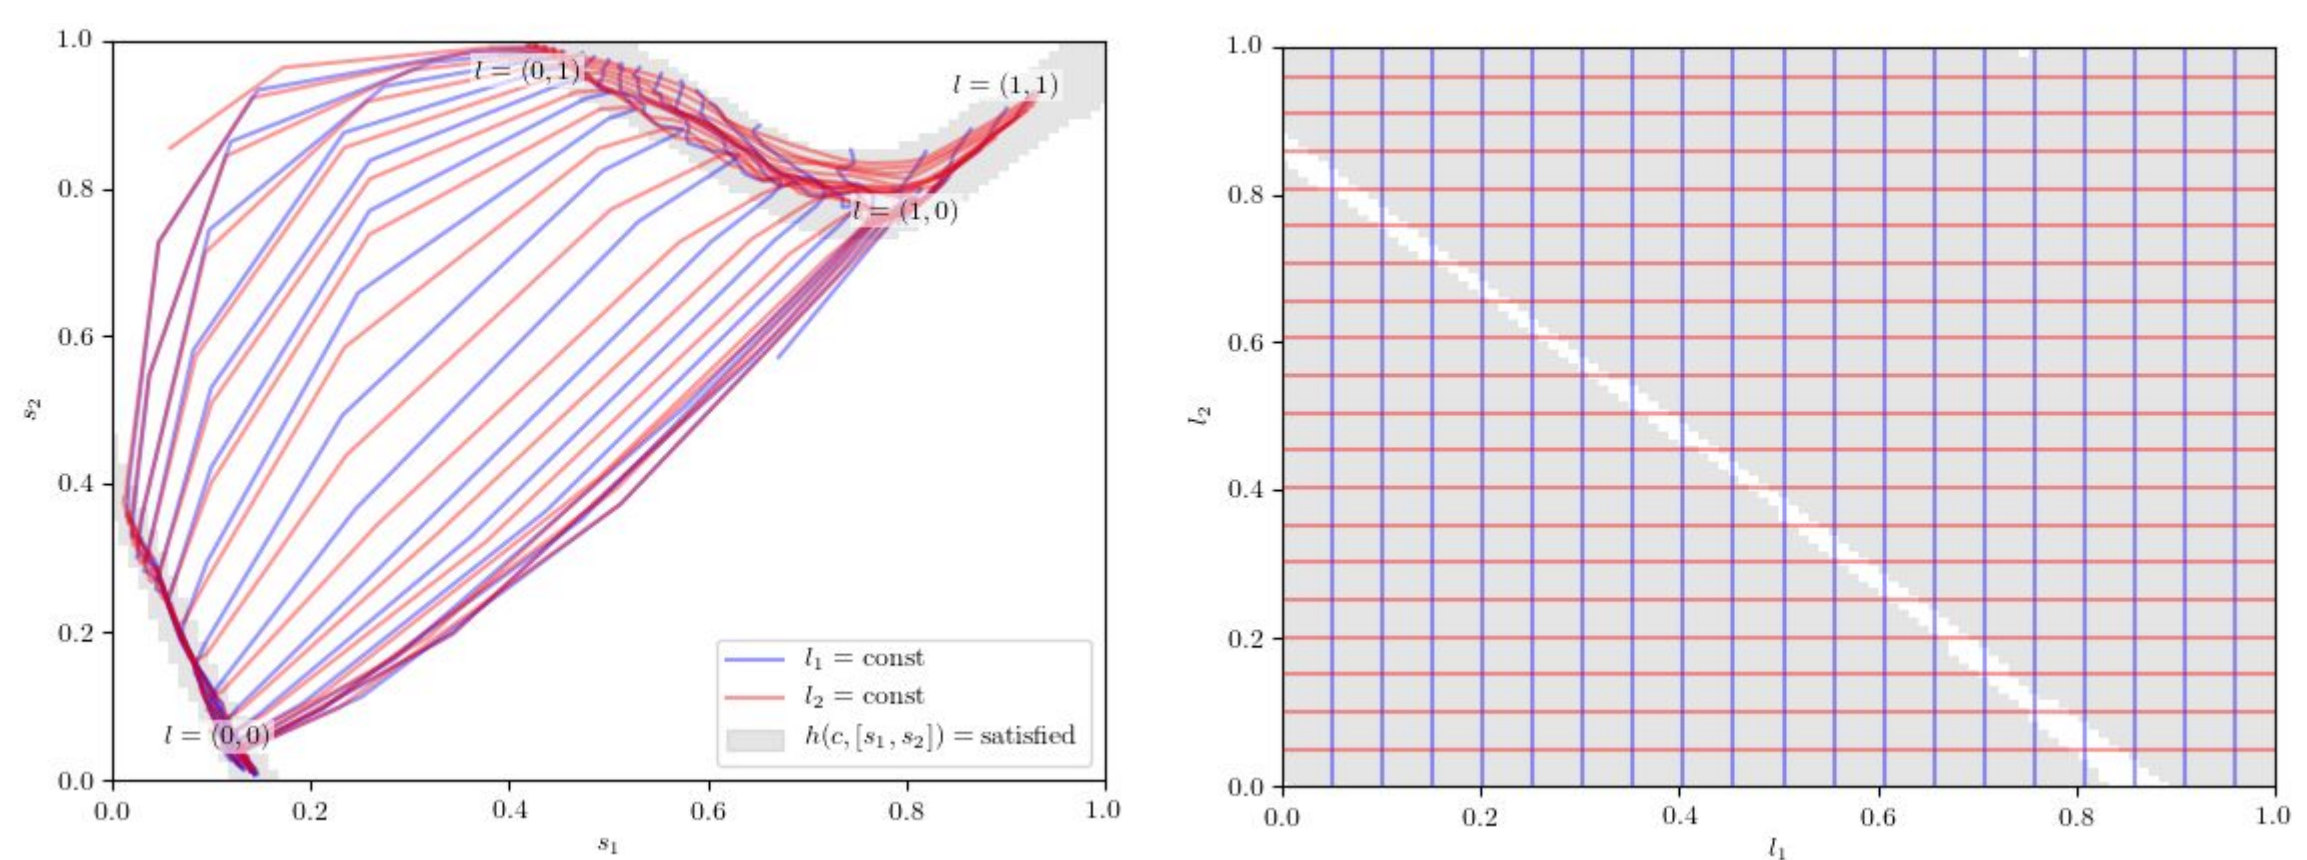 1.0
0.8
0.6
0.4
0.2
0.0
s₂
0.0 0.2 0.4 0.6 0.8 1.0
s₁
l = (0, 1)
l = (1, 1)
l = (1, 0)
l = (0, 0)
l₁ = const
l₂ = const
h(c, [s₁, s₂]) = satisfied
1.0
0.8
0.6
0.4
0.2
0.0
l₂
0.0 0.2 0.4 0.6 0.8 1.0
l₁